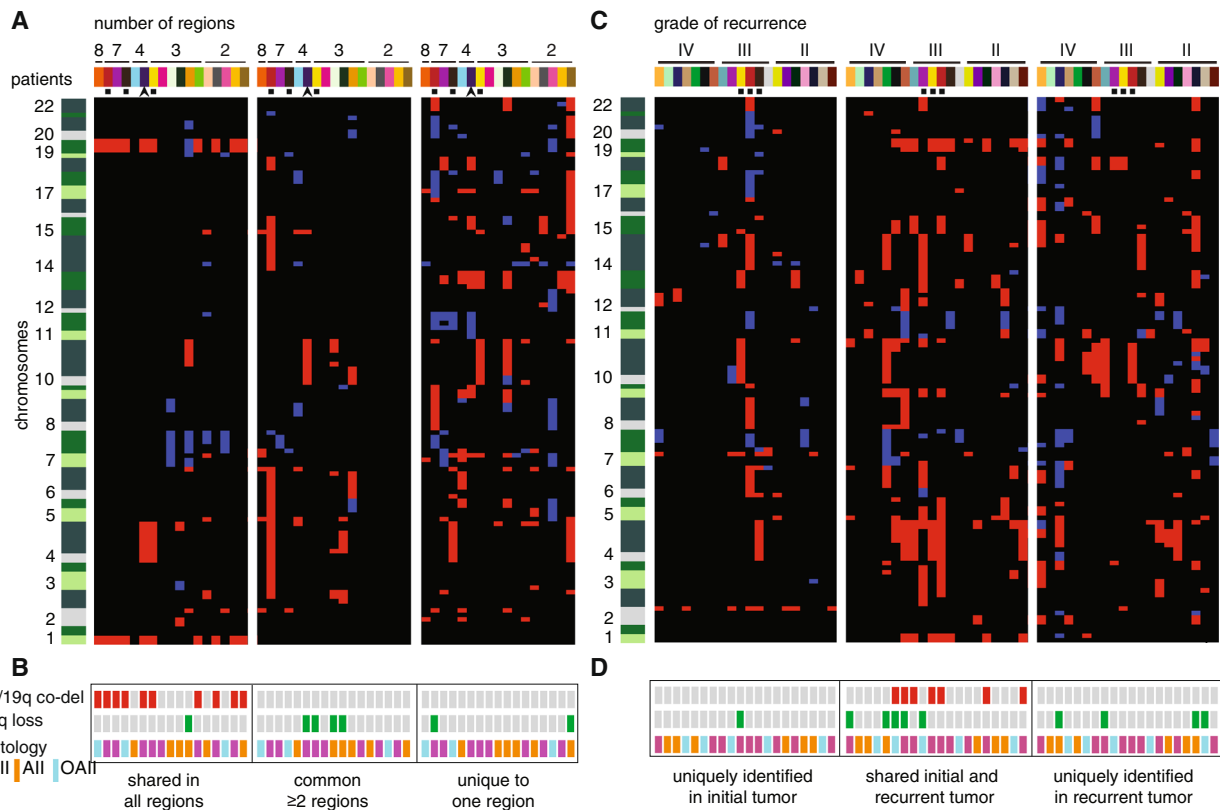 A
number of regions
8 7 4 3 2 8 7 4 3 2 8 7 4 3 2
patients
C
grade of recurrence
IV III II IV III II IV III II
chromosomes
22
20
19
17
15
14
12
11
10
8
7
6
5
4
3
2
1
22
20
19
17
15
14
12
11
10
8
7
6
5
4
3
2
1
B
/19q co-del
q loss
tology
II AII OAII
shared in
all regions
common
≥2 regions
unique to
one region
D
uniquely identified
in initial tumor
shared initial and
recurrent tumor
uniquely identified
in recurrent tumor